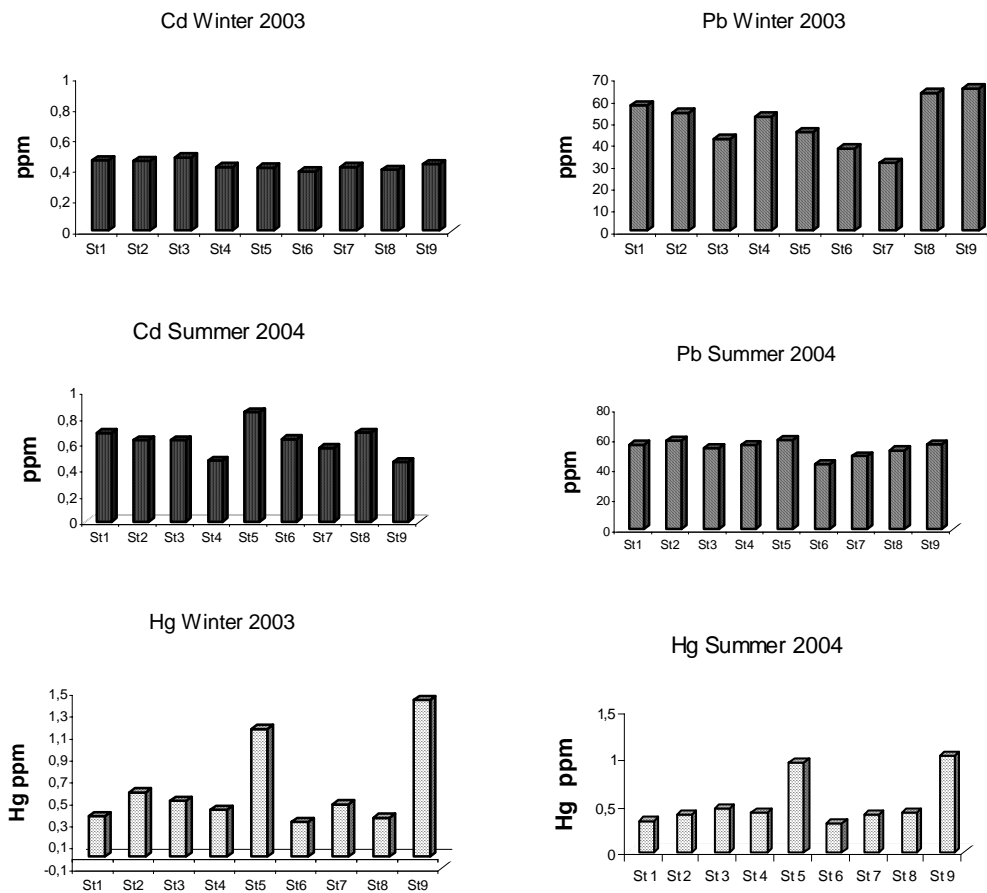 Cd Winter 2003
ppm
1
0,8
0,6
0,4
0,2
0
St1 St2 St3 St4 St5 St6 St7 St8 St9
Pb Winter 2003
ppm
70
60
50
40
30
20
10
0
St1 St2 St3 St4 St5 St6 St7 St8 St9
Cd Summer 2004
ppm
1
0,8
0,6
0,4
0,2
0
St1 St2 St3 St4 St5 St6 St7 St8 St9
Pb Summer 2004
ppm
80
60
40
20
0
St1 St2 St3 St4 St5 St6 St7 St8 St9
Hg Winter 2003
Hg ppm
1,5
1,3
1,1
0,9
0,7
0,5
0,3
0,1
-0,1
St1 St2 St3 St4 St5 St6 St7 St8 St9
Hg Summer 2004
Hg ppm
1,5
1
0,5
0
St 1 St 2 St 3 St 4 St 5 St 6 St 7 St 8 St 9